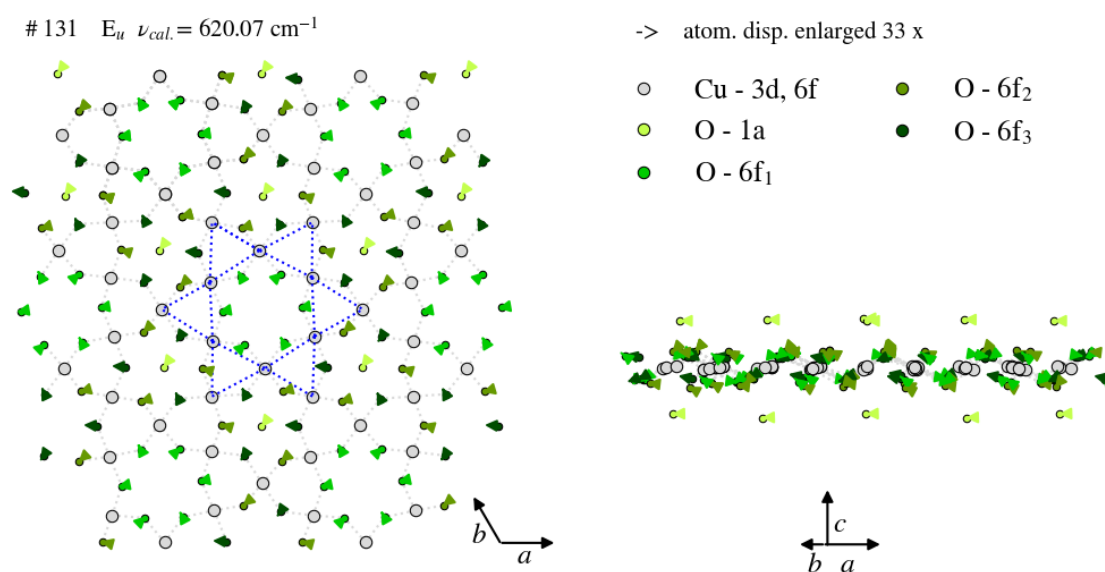 # 131 E_u ν_cal. = 620.07 cm⁻¹
-> atom. disp. enlarged 33 x
Cu - 3d, 6f
O - 1a
O - 6f₁
O - 6f₂
O - 6f₃
b
a
c
b a